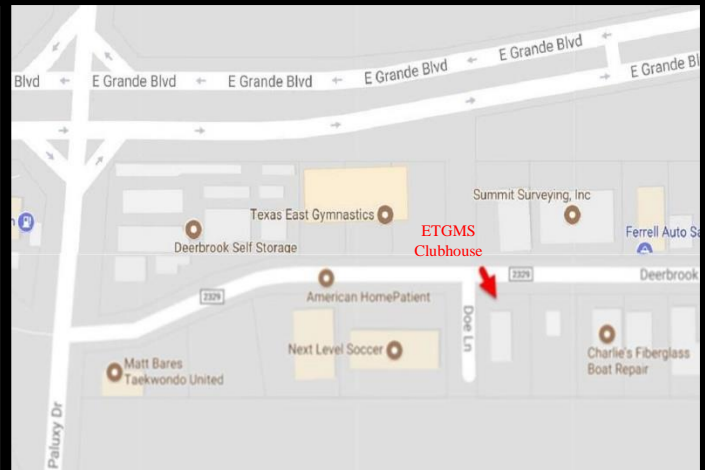 E Grande Blvd
E Grande Bl
Blvd
E Grande Blvd
E Grande Blvd
E Grande Blvd
Summit Surveying, Inc
Texas East Gymnastics
ETGMS
Clubhouse
Ferrell Auto Sa
Deerbrook Self Storage
2329
Deerbrook
American HomePatient
2329
Doe Ln
Next Level Soccer
Charlie's Fiberglass
Boat Repair
Matt Bares
Taekwondo United
Paluxy Dr